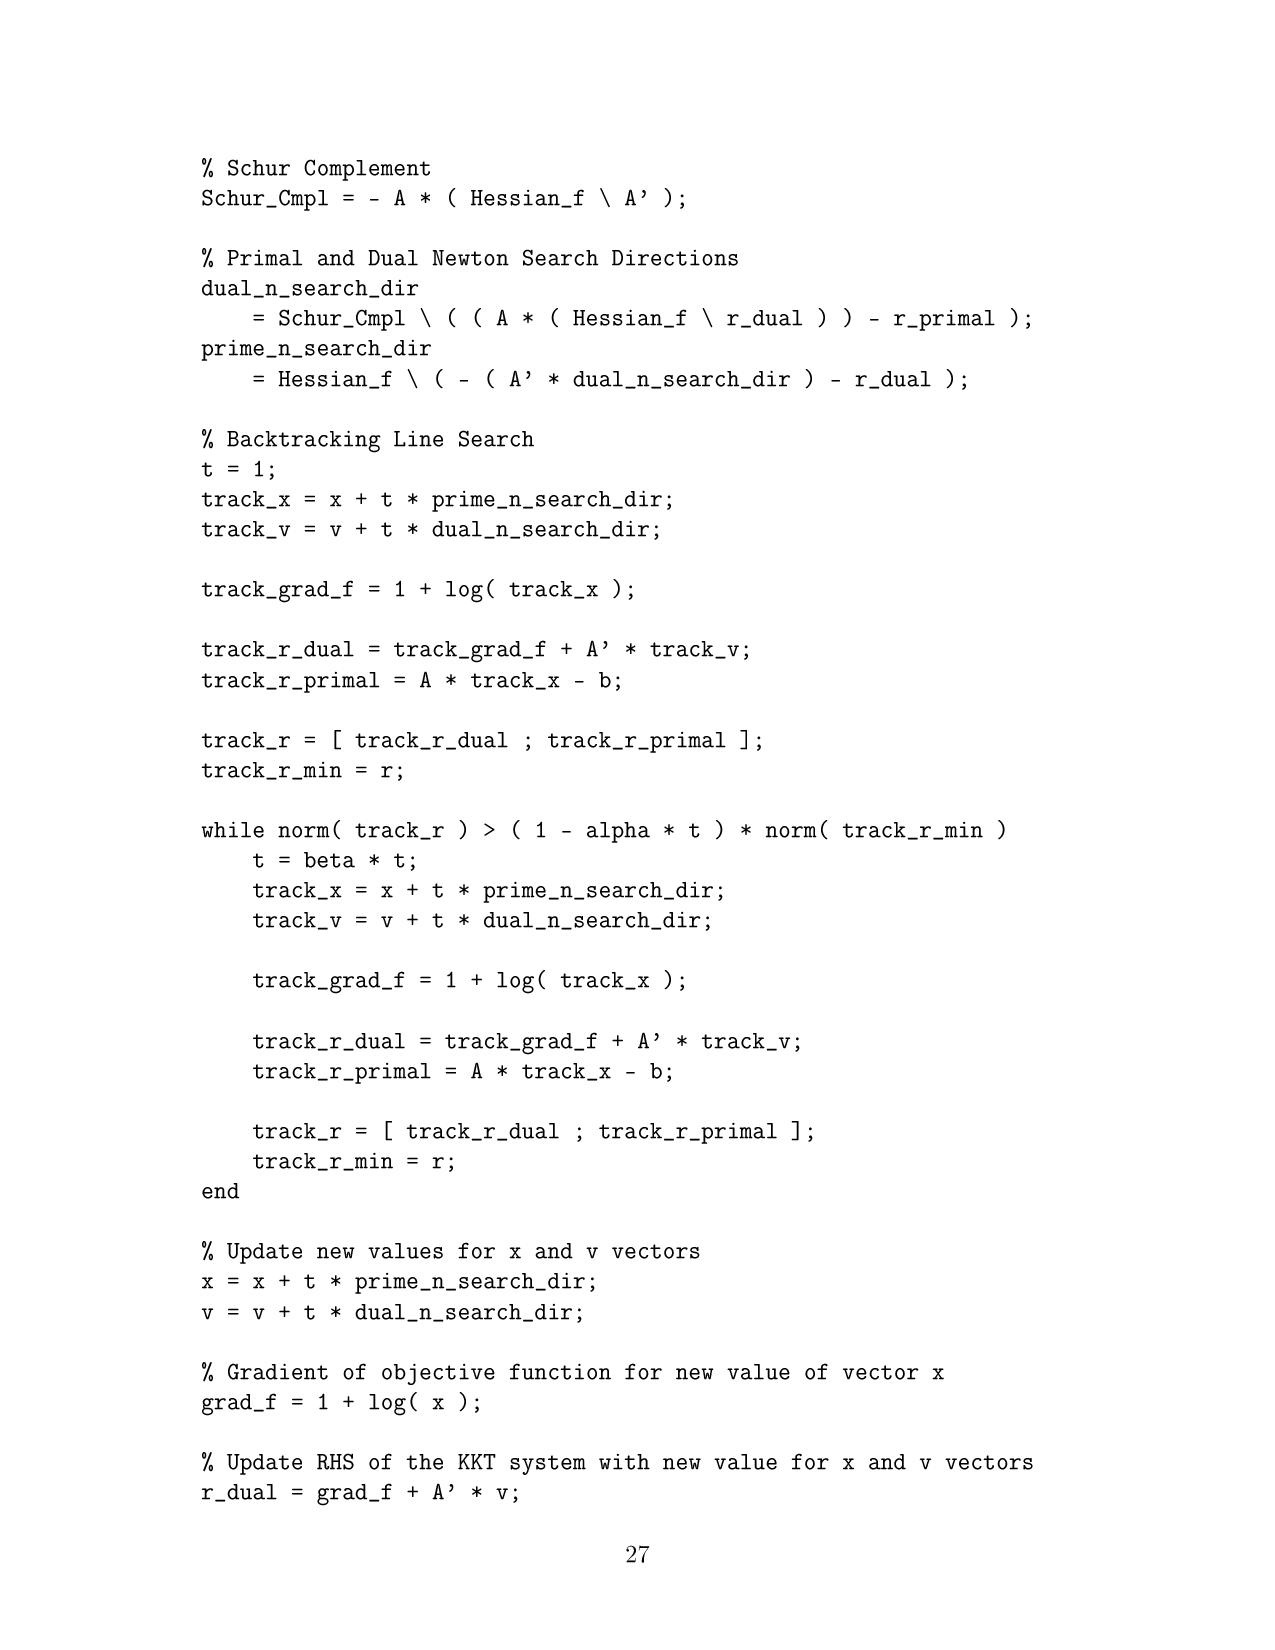 % Schur Complement
Schur_Cmpl = - A * ( Hessian_f \ A’ );
% Primal and Dual Newton Search Directions
dual_n_search_dir
= Schur_Cmpl \ ( ( A * ( Hessian_f \ r_dual ) ) - r_primal );
prime_n_search_dir
= Hessian_f \ ( - ( A’ * dual_n_search_dir ) - r_dual );
% Backtracking Line Search
t = 1;
track_x = x + t * prime_n_search_dir;
track_v = v + t * dual_n_search_dir;
track_grad_f = 1 + log( track_x );
track_r_dual = track_grad_f + A’ * track_v;
track_r_primal = A * track_x - b;
track_r = [ track_r_dual ; track_r_primal ];
track_r_min = r;
while norm( track_r ) > ( 1 - alpha * t ) * norm( track_r_min )
t = beta * t;
track_x = x + t * prime_n_search_dir;
track_v = v + t * dual_n_search_dir;
track_grad_f = 1 + log( track_x );
track_r_dual = track_grad_f + A’ * track_v;
track_r_primal = A * track_x - b;
track_r = [ track_r_dual ; track_r_primal ];
track_r_min = r;
end
% Update new values for x and v vectors
x = x + t * prime_n_search_dir;
v = v + t * dual_n_search_dir;
% Gradient of objective function for new value of vector x
grad_f = 1 + log( x );
% Update RHS of the KKT system with new value for x and v vectors
r_dual = grad_f + A’ * v;
27